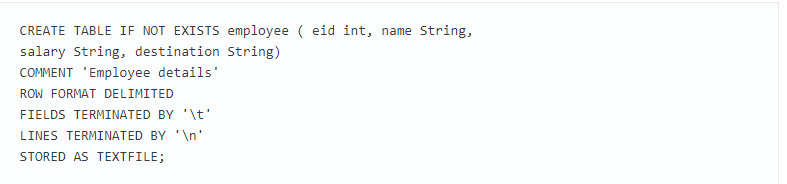 CREATE TABLE IF NOT EXISTS employee ( eid int, name String,
salary String, destination String)
COMMENT 'Employee details'
ROW FORMAT DELIMITED
FIELDS TERMINATED BY '\t'
LINES TERMINATED BY '\n'
STORED AS TEXTFILE;